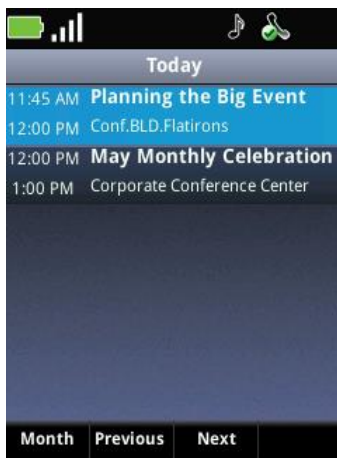 Today
11:45 AM Planning the Big Event
12:00 PM Conf.BLD.Flatirons
12:00 PM May Monthly Celebration
1:00 PM Corporate Conference Center
Month Previous Next